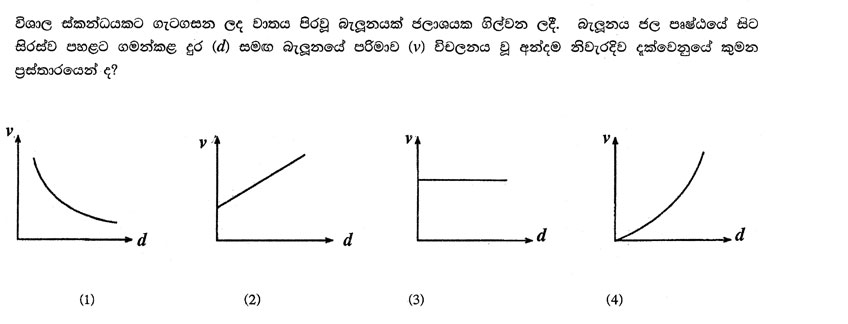 විශාල ස්කන්ධයකට ගැටගසන ලද වාතය පිරවූ බැලූනයක් ජලාශයක ගිල්වන ලදී. බැලූනය ජල පෘෂ්ඨයේ සිට
සිරස්ව පහළට ගමන්කළ දුර (d) සමඟ බැලූනයේ පරිමාව (v) විචලනය වූ අන්දම නිවැරදිව දක්වෙනුයේ කුමන
ප්‍රස්තාරයෙන් ද?
v v v v
d d d d
(1) (2) (3) (4)